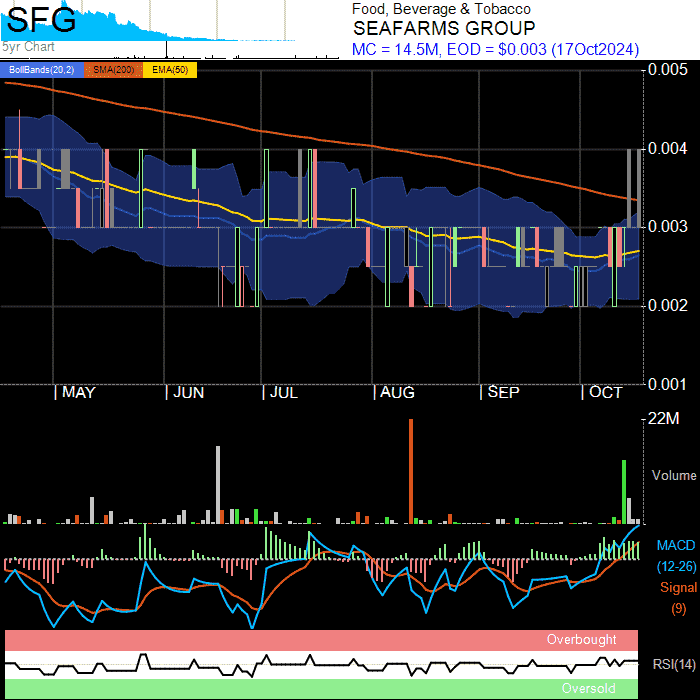 SFG
5yr Chart
Food, Beverage & Tobacco
SEAFARMS GROUP
MC = 14.5M, EOD = $0.003 (17Oct2024)
BollBands(20,2) SMA(200) EMA(50)
0.005
0.004
0.003
0.002
0.001
MAY JUN JUL AUG SEP OCT
22M
Volume
MACD
(12-26)
Signal
(9)
Overbought
RSI(14)
Oversold